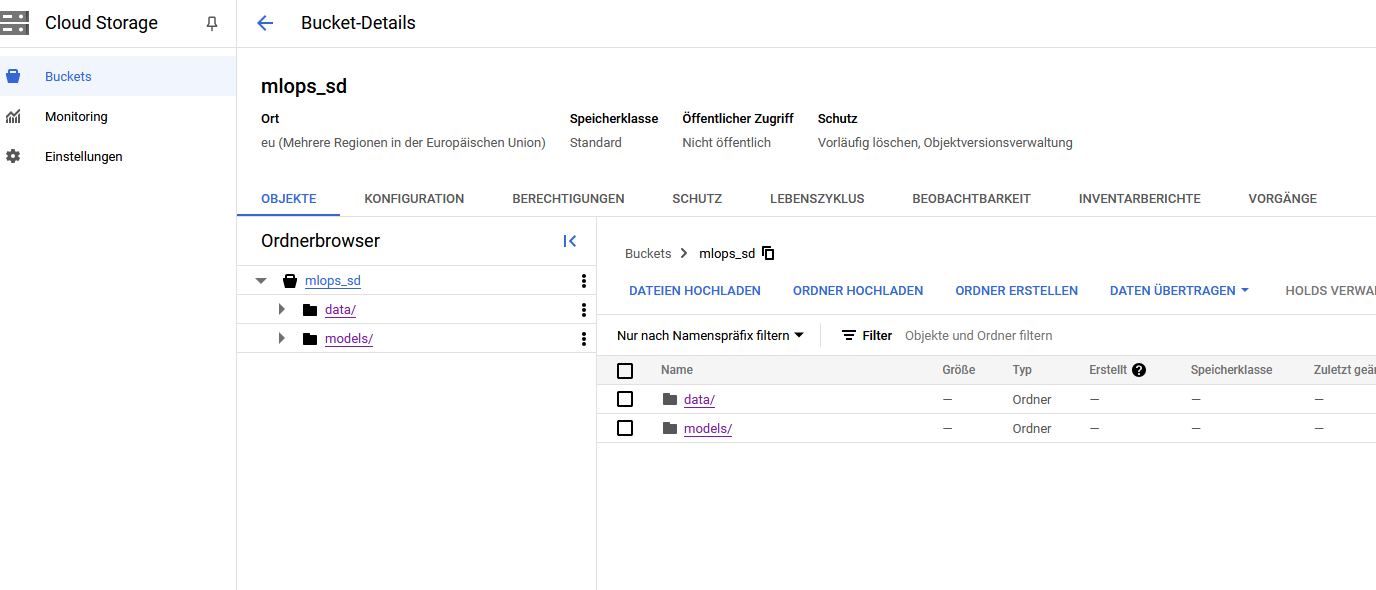 Cloud Storage
Bucket-Details
Buckets
Monitoring
Einstellungen
mlops_sd
Ort
eu (Mehrere Regionen in der Europäischen Union)
Speicherklasse
Standard
Öffentlicher Zugriff
Nicht öffentlich
Schutz
Vorläufig löschen, Objektversionsverwaltung
OBJEKTE KONFIGURATION BERECHTIGUNGEN SCHUTZ LEBENSZYKLUS BEOBACHTBARKEIT INVENTARBERICHTE VORGÄNGE
Ordnerbrowser
mlops_sd
data/
models/
Buckets mlops_sd
DATEIEN HOCHLADEN ORDNER HOCHLADEN ORDNER ERSTELLEN DATEN ÜBERTRAGEN HOLDS VERWA
Nur nach Namenspräfix filtern Filter Objekte und Ordner filtern
Name Größe Typ Erstellt ? Speicherklasse Zuletzt geän
data/ — Ordner — — —
models/ — Ordner — — —